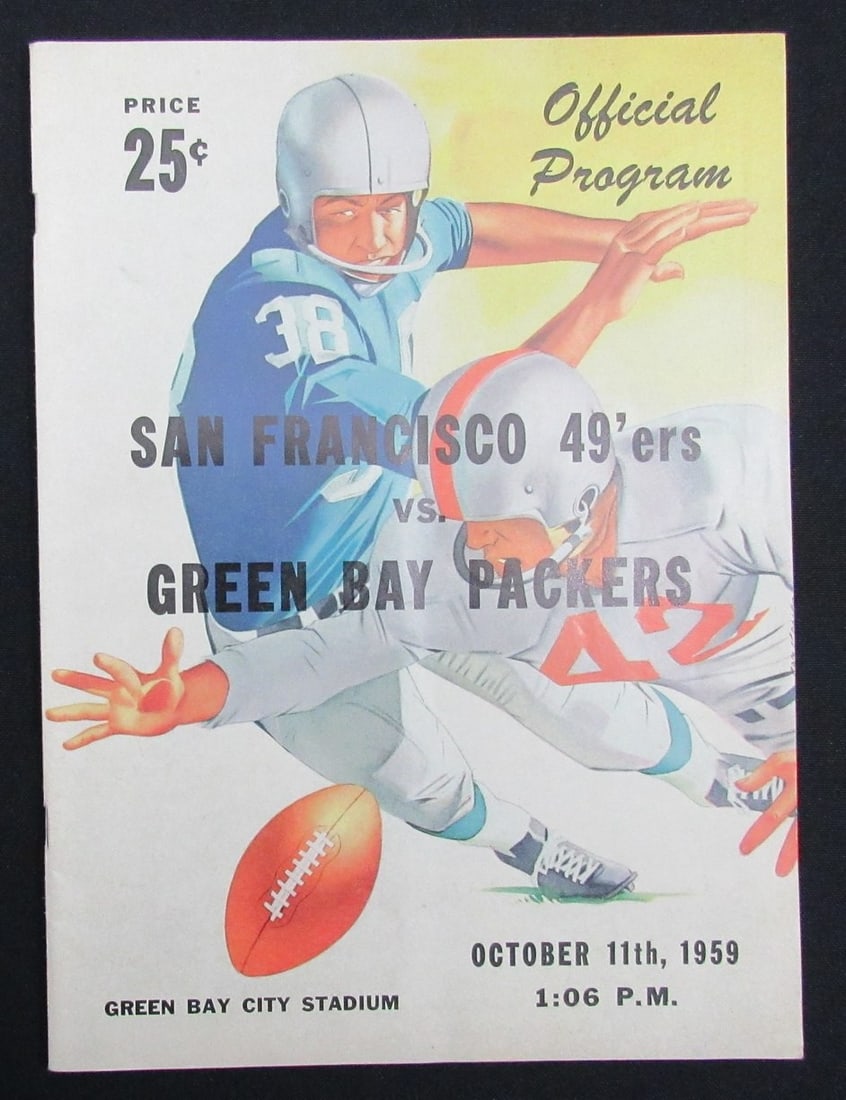 PRICE
25¢
Official
Program
38
SAN FRANCISCO 49'ers
VS.
GREEN BAY PACKERS
42
OCTOBER 11th, 1959
1:06 P.M.
GREEN BAY CITY STADIUM